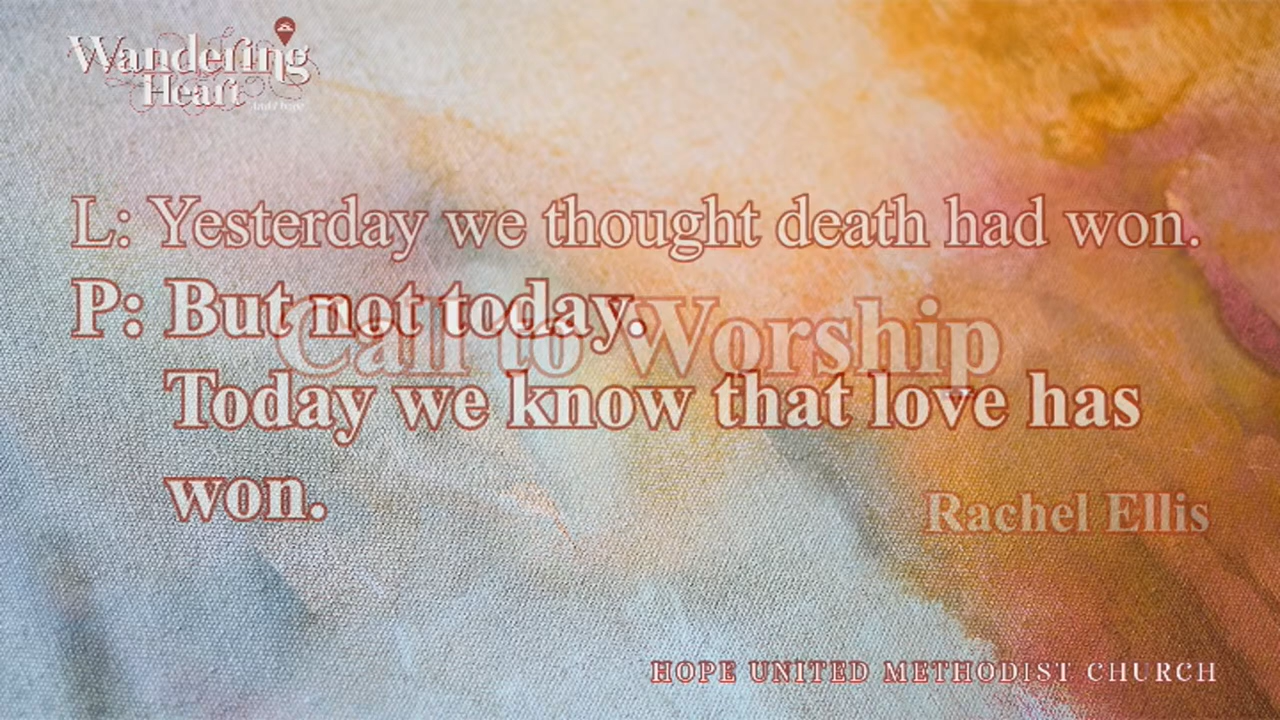 Wandering
Heart
L: Yesterday we thought death had won.
P: But not today.
Call to Worship
Today we know that love has
won.
Rachel Ellis
HOPE UNITED METHODIST CHURCH